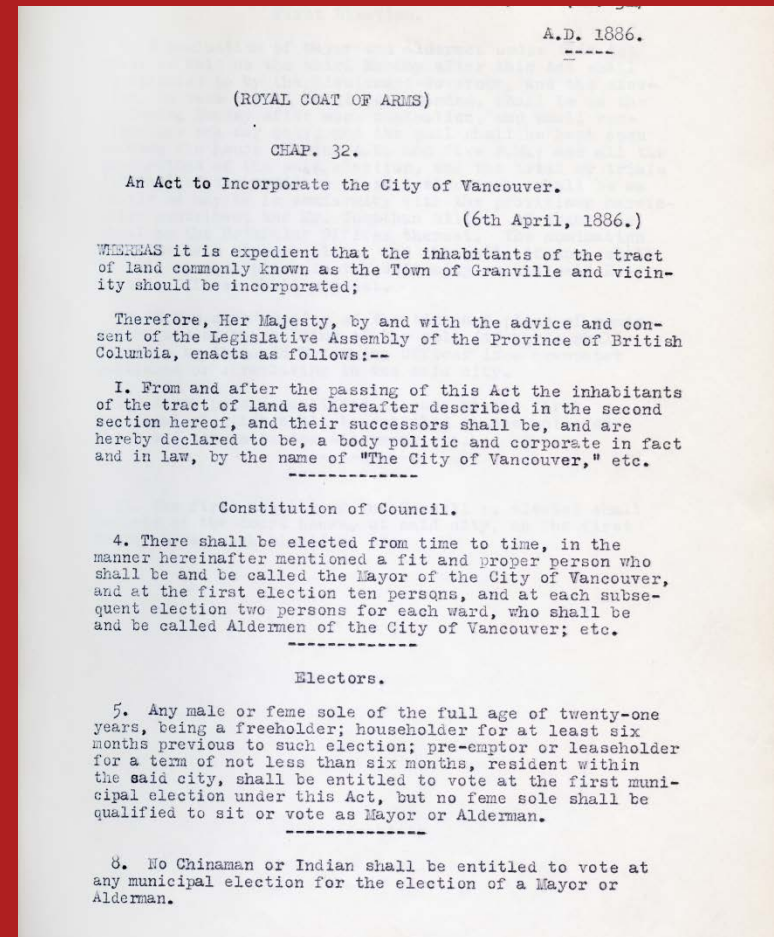 A.D. 1886.
-----
(ROYAL COAT OF ARMS)
CHAP. 32.
An Act to Incorporate the City of Vancouver.
(6th April, 1886.)
WHEREAS it is expedient that the inhabitants of the tract
of land commonly known as the Town of Granville and vicin-
ity should be incorporated;
Therefore, Her Majesty, by and with the advice and con-
sent of the Legislative Assembly of the Province of British
Columbia, enacts as follows:--
I. From and after the passing of this Act the inhabitants
of the tract of land as hereafter described in the second
section hereof, and their successors shall be, and are
hereby declared to be, a body politic and corporate in fact
and in law, by the name of "The City of Vancouver," etc.
-------------
Constitution of Council.
4. There shall be elected from time to time, in the
manner hereinafter mentioned a fit and proper person who
shall be and be called the Mayor of the City of Vancouver,
and at the first election ten persons, and at each subse-
quent election two persons for each ward, who shall be
and be called Aldermen of the City of Vancouver; etc.
-------------
Electors.
5. Any male or feme sole of the full age of twenty-one
years, being a freeholder; householder for at least six
months previous to such election; pre-emptor or leaseholder
for a term of not less than six months, resident within
the said city, shall be entitled to vote at the first muni-
cipal election under this Act, but no feme sole shall be
qualified to sit or vote as Mayor or Alderman.
--------------
8. No Chinaman or Indian shall be entitled to vote at
any municipal election for the election of a Mayor or
Alderman.